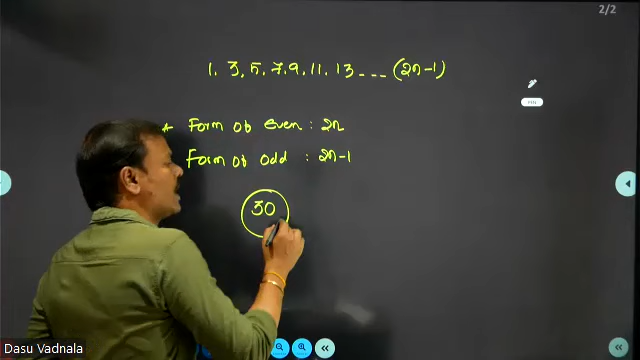 2/2
1, 3, 5, 7, 9, 11, 13 - - - (2n-1)
* Form of even : 2n
Form of odd : 2n-1
30
Dasu Vadnala